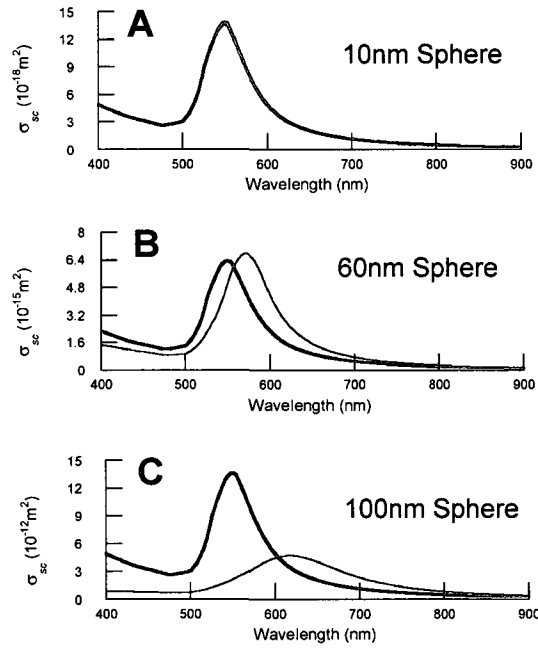 A
10nm Sphere
σsc (10⁻¹⁸m²)
15
12
9
6
3
0
400 500 600 700 800 900
Wavelength (nm)
B
60nm Sphere
σsc (10⁻¹⁵m²)
8
6.4
4.8
3.2
1.6
0
400 500 600 700 800 900
Wavelength (nm)
C
100nm Sphere
σsc (10⁻¹²m²)
15
12
9
6
3
0
400 500 600 700 800 900
Wavelength (nm)